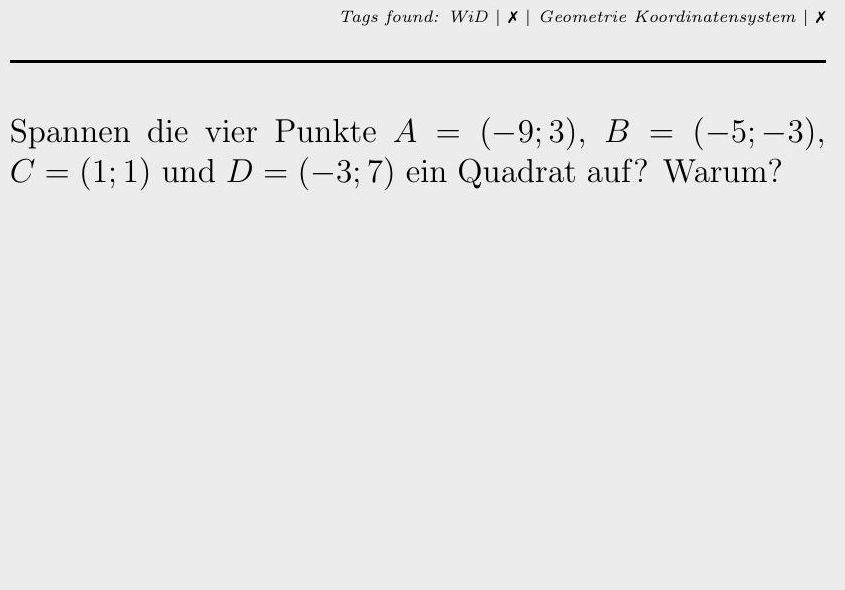 Tags found: WiD | ✗ | Geometrie Koordinatensystem | ✗
Spannen die vier Punkte A = (−9; 3), B = (−5; −3),
C = (1; 1) und D = (−3; 7) ein Quadrat auf? Warum?